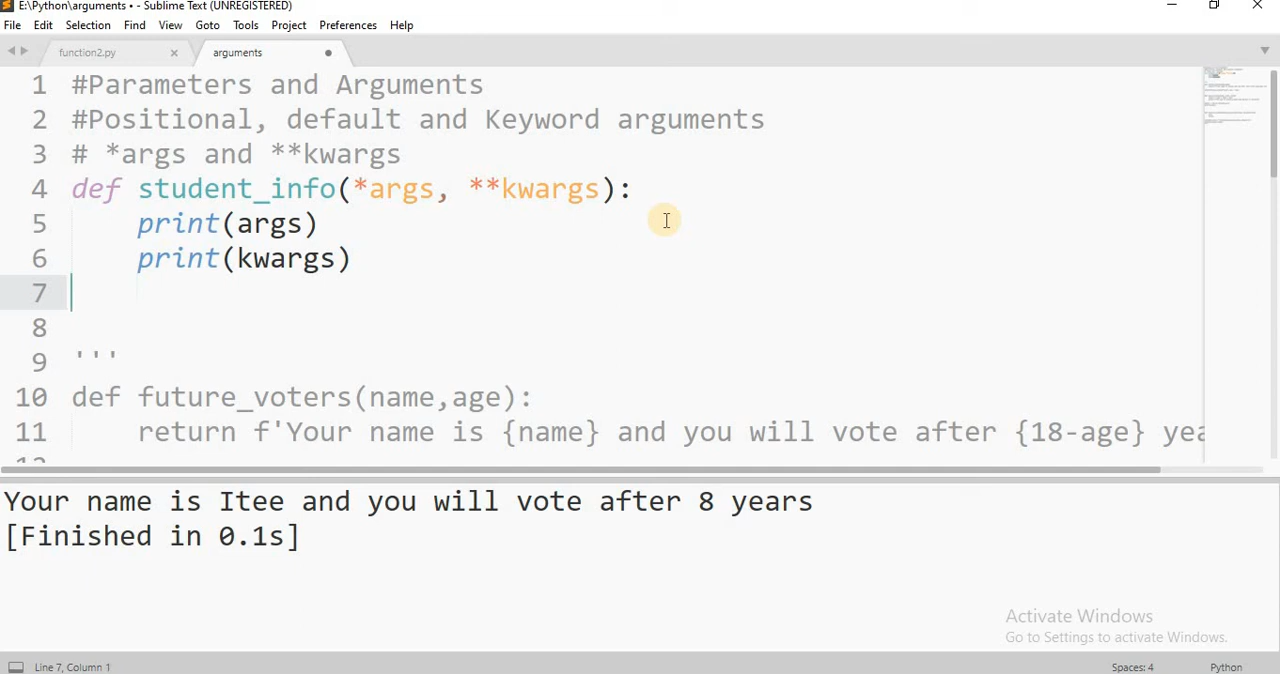 E:\Python\arguments • - Sublime Text (UNREGISTERED)
File Edit Selection Find View Goto Tools Project Preferences Help
function2.py × arguments
1 #Parameters and Arguments
2 #Positional, default and Keyword arguments
3 # *args and **kwargs
4 def student_info(*args, **kwargs):
5 print(args)
6 print(kwargs)
7
8
9 '''
10 def future_voters(name,age):
11 return f'Your name is {name} and you will vote after {18-age} yea
12
Your name is Itee and you will vote after 8 years
[Finished in 0.1s]
Activate Windows
Go to Settings to activate Windows.
Line 7, Column 1 Spaces: 4 Python